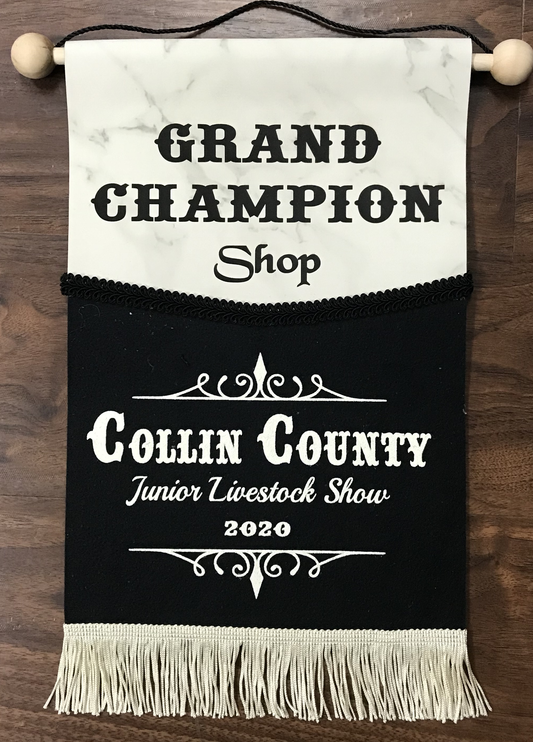 GRAND
CHAMPION
Shop
COLLIN COUNTY
Junior Livestock Show
2020